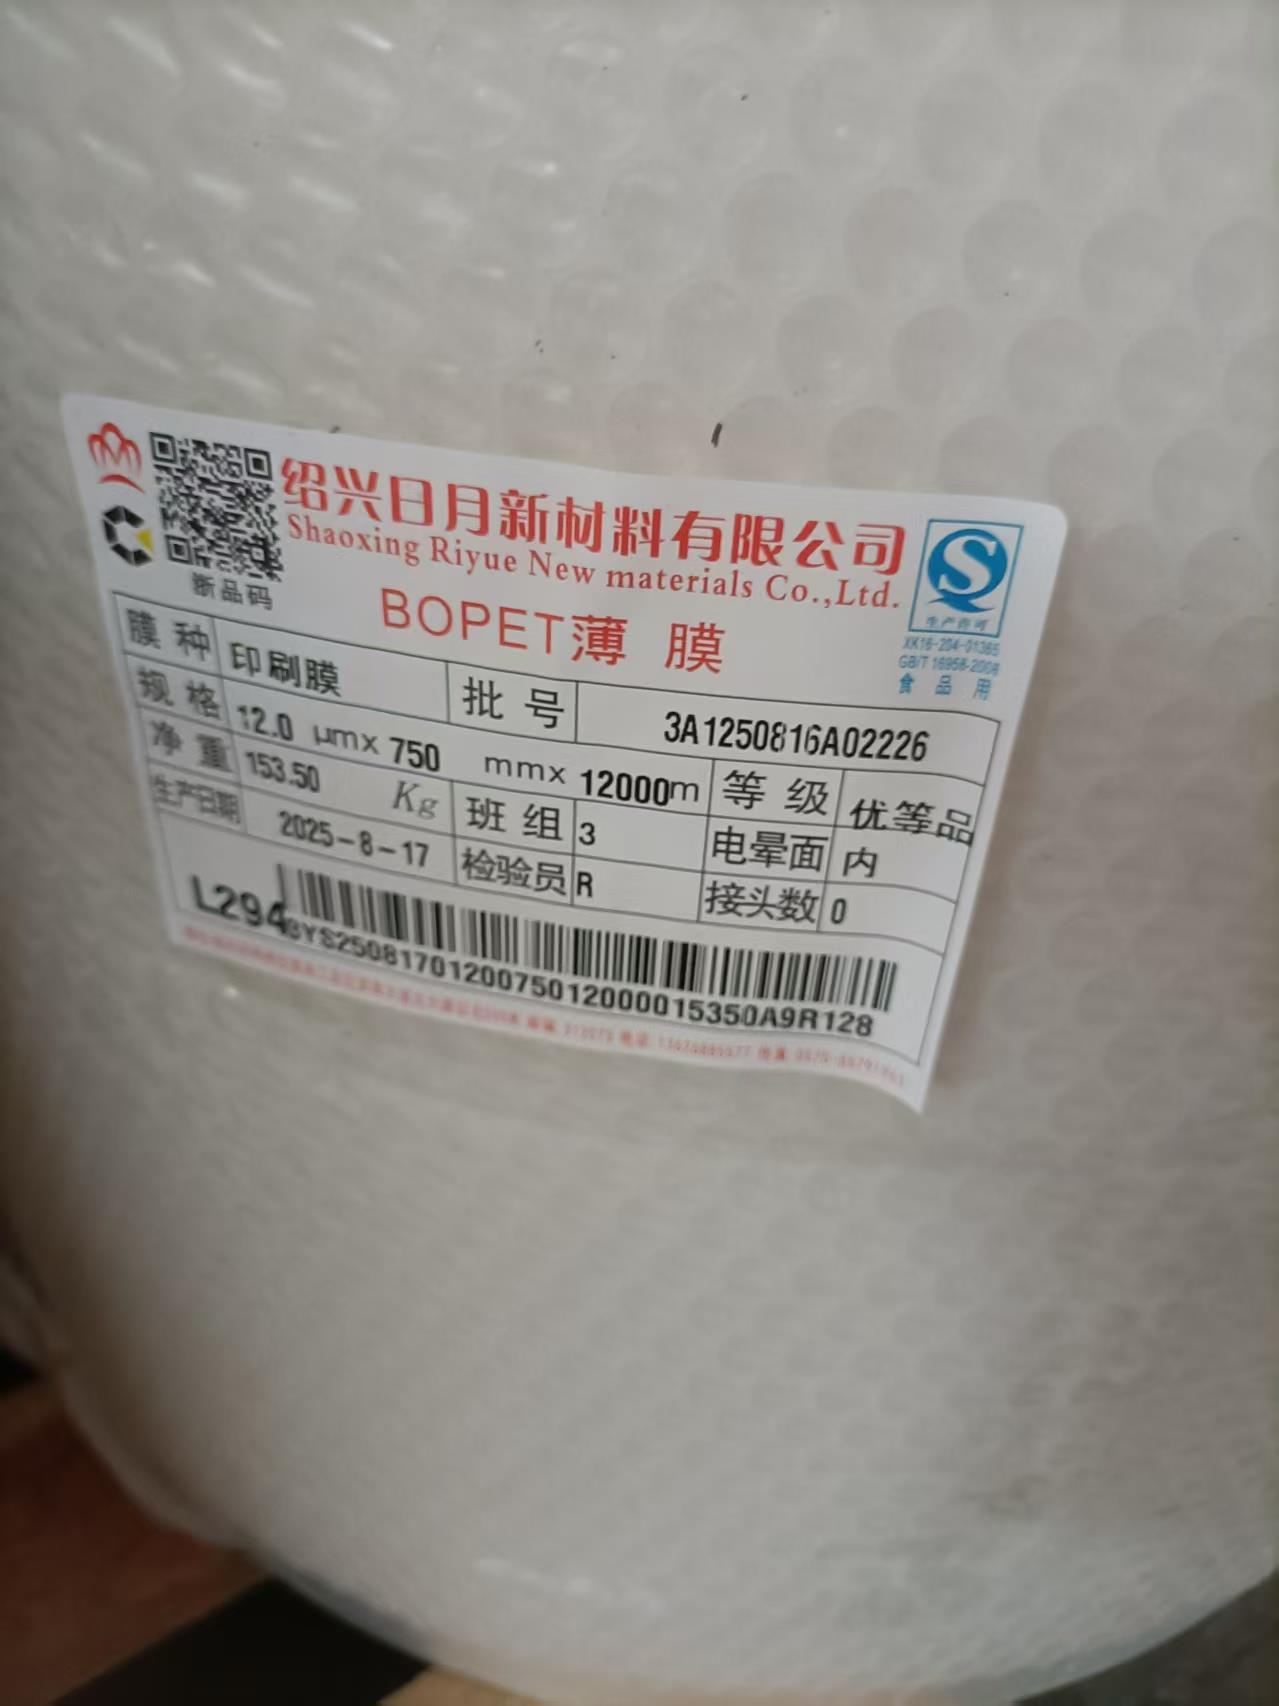 绍兴日月新材料有限公司
Shaoxing Riyue New materials Co.,Ltd.
浙品码
BOPET薄 膜
生产许可
XK16-204-01365
GB/T 16958-2008
食 品 用
膜 种 印刷膜 批 号 3A1250816A02226
规 格 12.0 μm x 750 mm x 12000m 等 级 优等品
净 重 153.50 Kg 班 组 3 电晕面 内
生产日期 2025-8-17 检验员 R 接头数 0
L294
3YS2508170120075012000015350A9R128